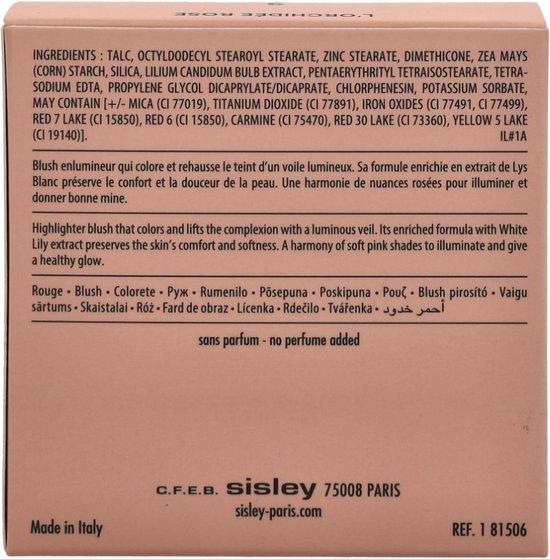 L'ORCHIDÉE ROSE
INGREDIENTS : TALC, OCTYLDODECYL STEAROYL STEARATE, ZINC STEARATE, DIMETHICONE, ZEA MAYS
(CORN) STARCH, SILICA, LILIUM CANDIDUM BULB EXTRACT, PENTAERYTHRITYL TETRAISOSTEARATE, TETRA-
SODIUM EDTA, PROPYLENE GLYCOL DICAPRYLATE/DICAPRATE, CHLORPHENESIN, POTASSIUM SORBATE,
MAY CONTAIN [+/- MICA (CI 77019), TITANIUM DIOXIDE (CI 77891), IRON OXIDES (CI 77491, CI 77499),
RED 7 LAKE (CI 15850), RED 6 (CI 15850), CARMINE (CI 75470), RED 30 LAKE (CI 73360), YELLOW 5 LAKE
(CI 19140)]. IL#1A
Blush enlumineur qui colore et rehausse le teint d'un voile lumineux. Sa formule enrichie en extrait de Lys
Blanc préserve le confort et la douceur de la peau. Une harmonie de nuances rosées pour illuminer et
donner bonne mine.
Highlighter blush that colors and lifts the complexion with a luminous veil. Its enriched formula with White
Lily extract preserves the skin's comfort and softness. A harmony of soft pink shades to illuminate and give
a healthy glow.
Rouge • Blush • Colorete • Руж • Rumenilo • Põsepuna • Poskipuna • Ρουζ • Blush pirosító • Vaigu
sārtums • Skaistalai • Róż • Fard de obraz • Lícenka • Rdečilo • Tvářenka • أحمر خدود
sans parfum - no perfume added
C.F.E.B. sisley 75008 PARIS
sisley-paris.com
Made in Italy REF. 1 81506